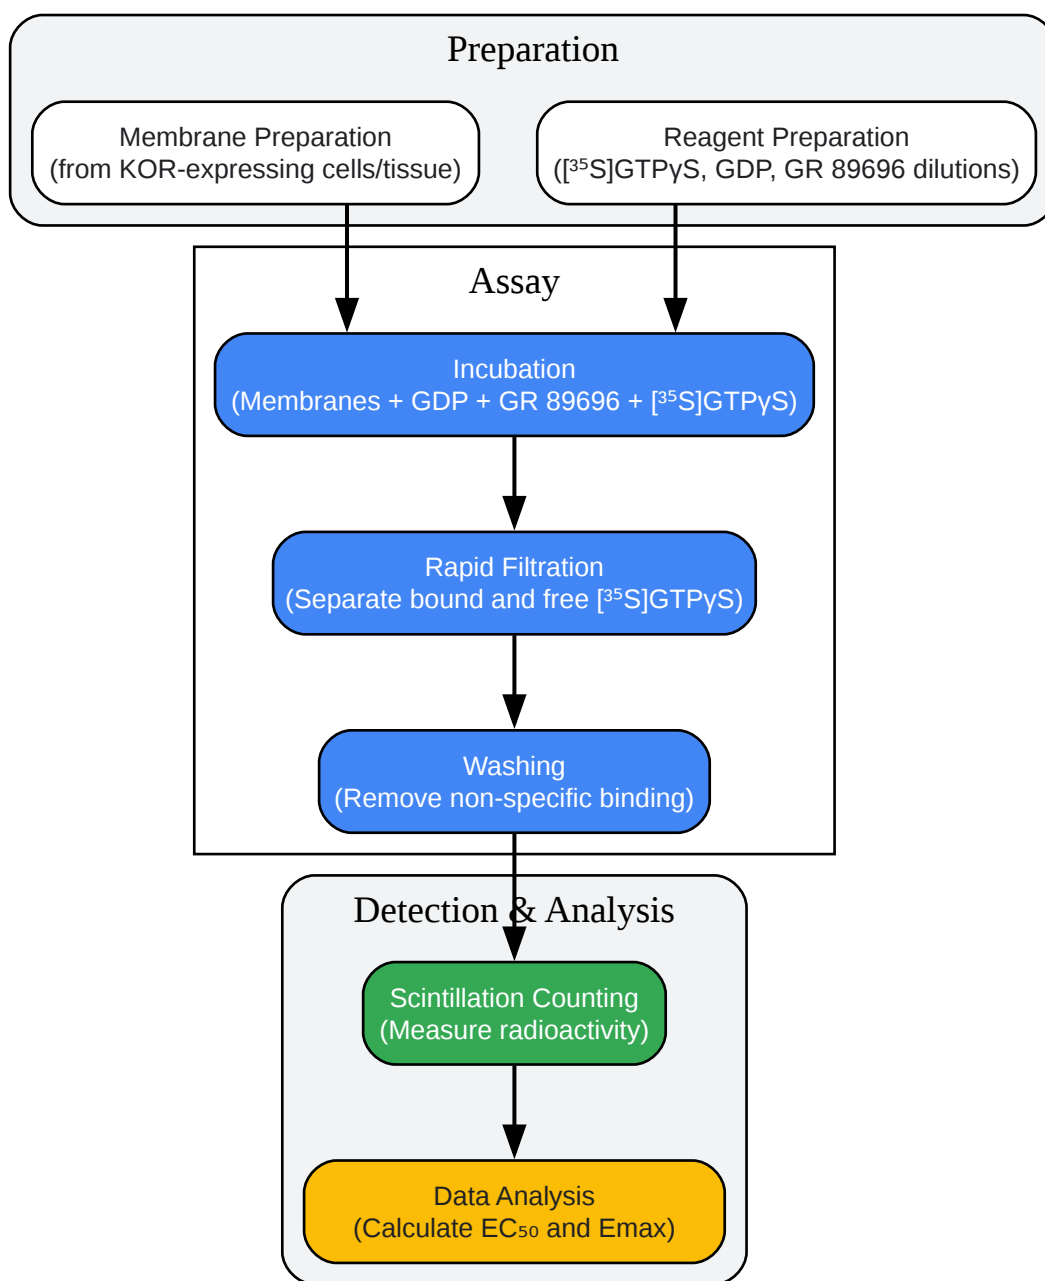 Preparation
Membrane Preparation
(from KOR-expressing cells/tissue)
Reagent Preparation
([³⁵S]GTPγS, GDP, GR 89696 dilutions)
Assay
Incubation
(Membranes + GDP + GR 89696 + [³⁵S]GTPγS)
Rapid Filtration
(Separate bound and free [³⁵S]GTPγS)
Washing
(Remove non-specific binding)
Detection & Analysis
Scintillation Counting
(Measure radioactivity)
Data Analysis
(Calculate EC₅₀ and Emax)